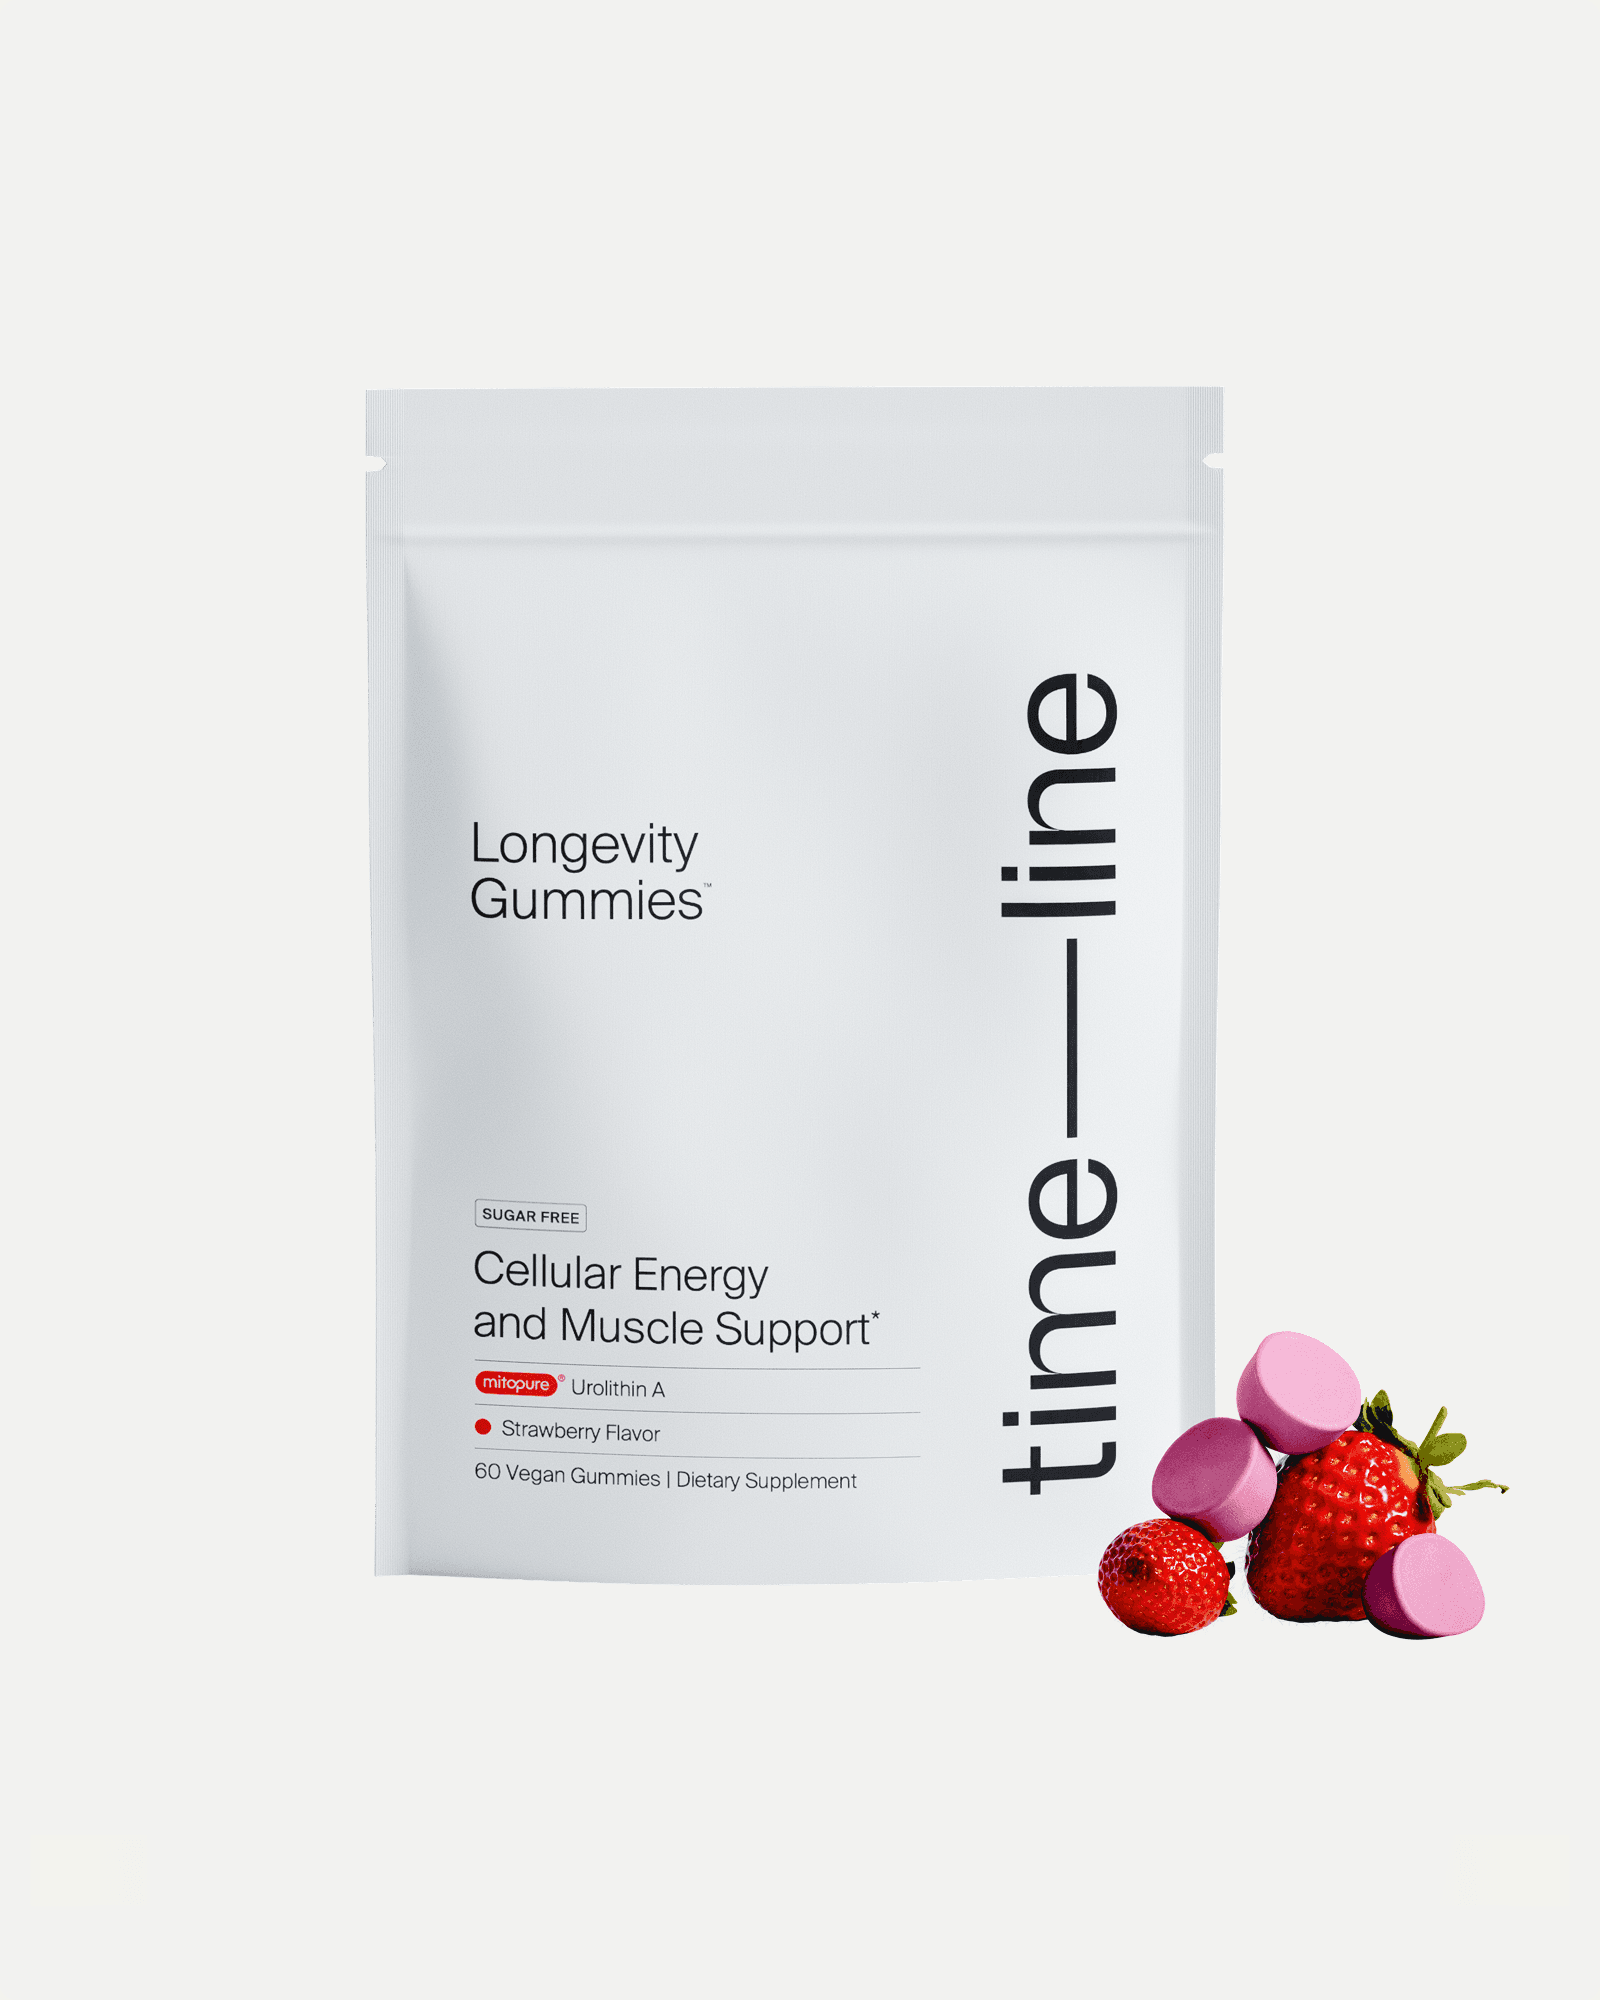 Longevity
Gummies™
SUGAR FREE
Cellular Energy
and Muscle Support*
mitopure® Urolithin A
Strawberry Flavor
60 Vegan Gummies | Dietary Supplement
time—line